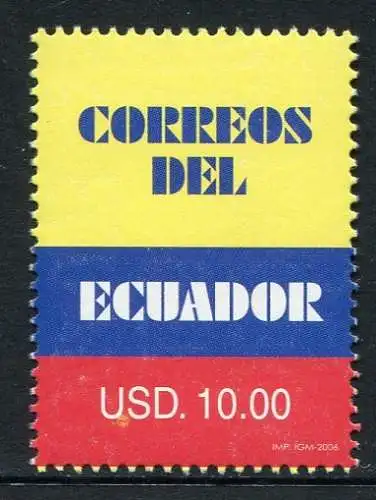 CORREOS
DEL
ECUADOR
USD. 10.00
IMP. IGM-2006